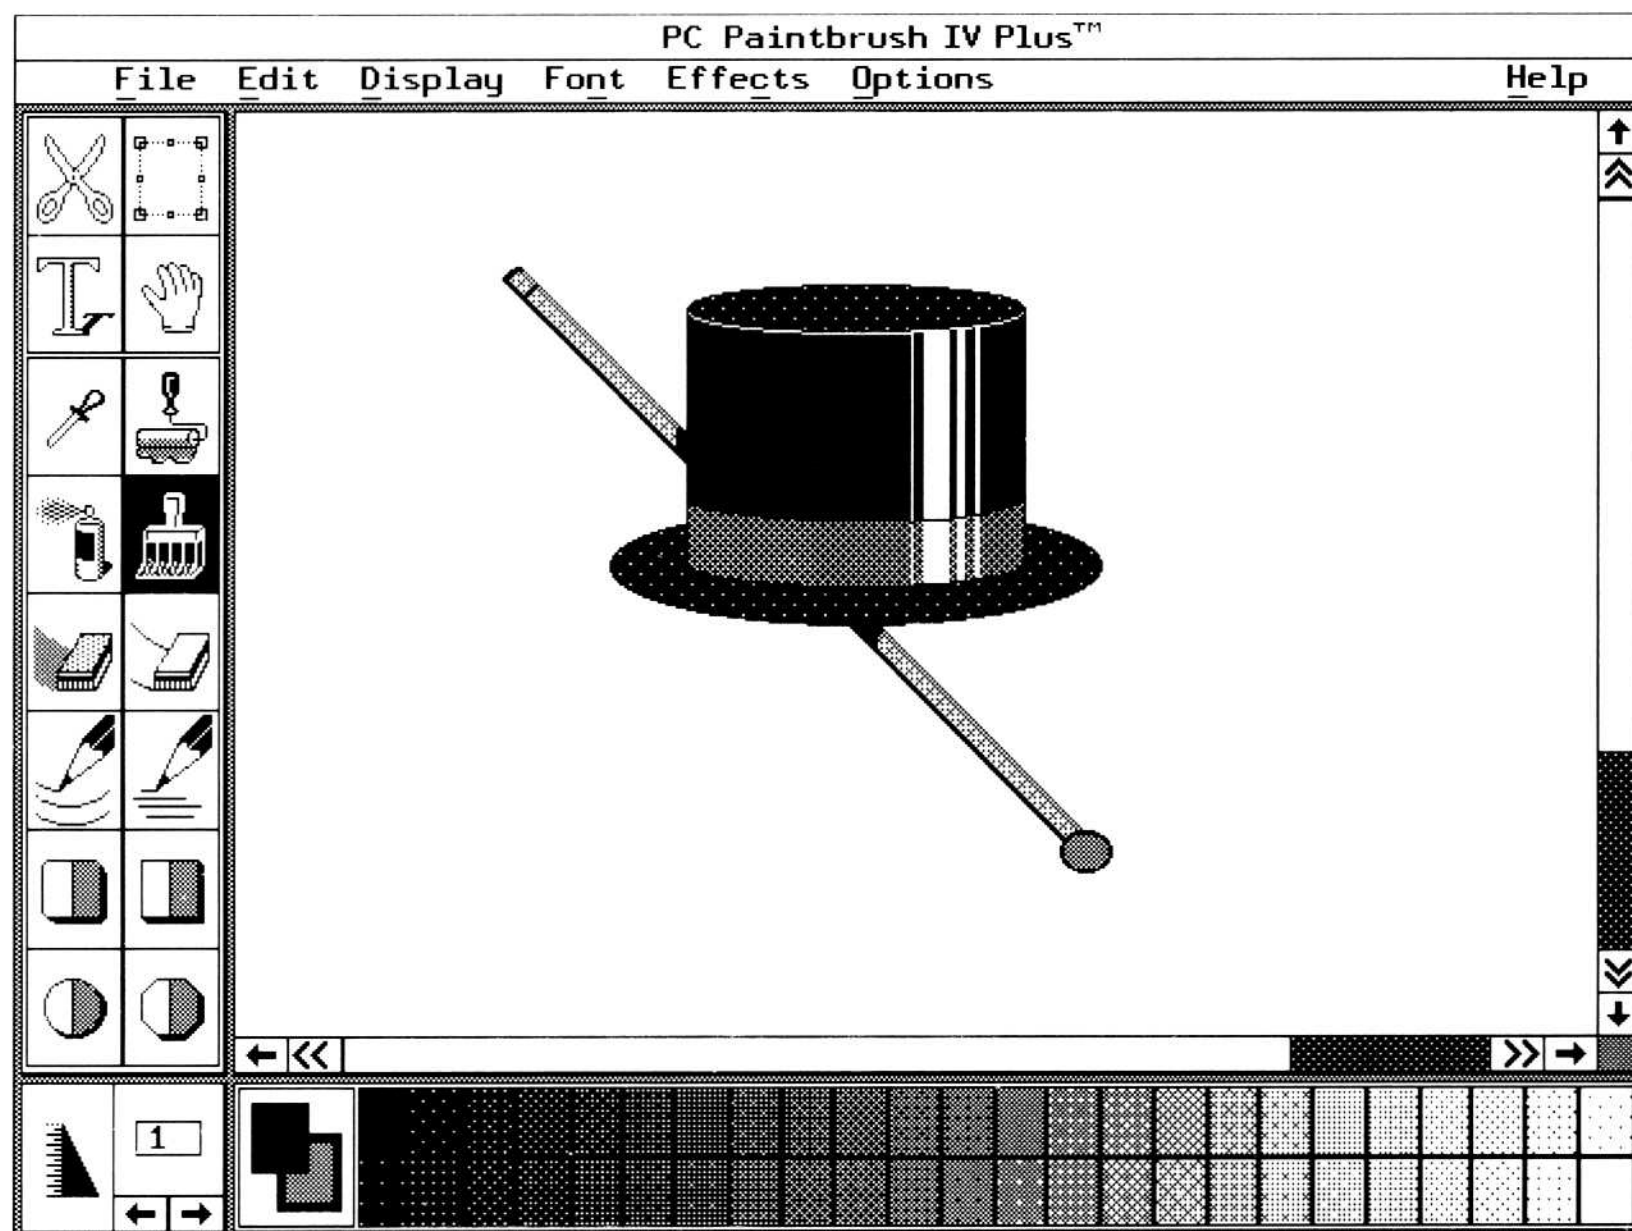 PC Paintbrush IV Plus™
File Edit Display Font Effects Options Help
T T
1